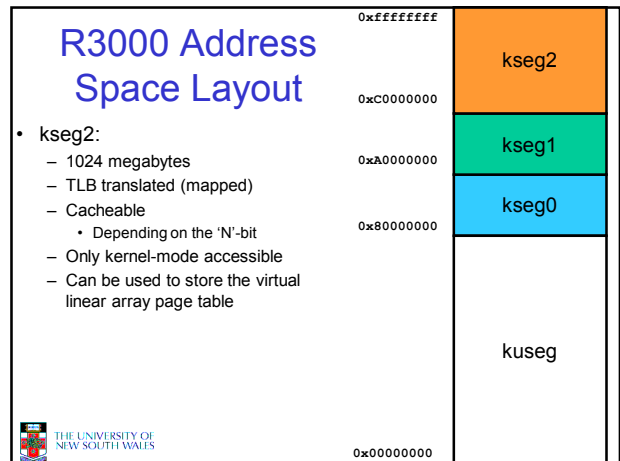 R3000 Address
Space Layout
• kseg2:
– 1024 megabytes
– TLB translated (mapped)
– Cacheable
• Depending on the ‘N’-bit
– Only kernel-mode accessible
– Can be used to store the virtual
linear array page table
THE UNIVERSITY OF
NEW SOUTH WALES
0xffffffff
0xC0000000
0xA0000000
0x80000000
0x00000000
kseg2
kseg1
kseg0
kuseg